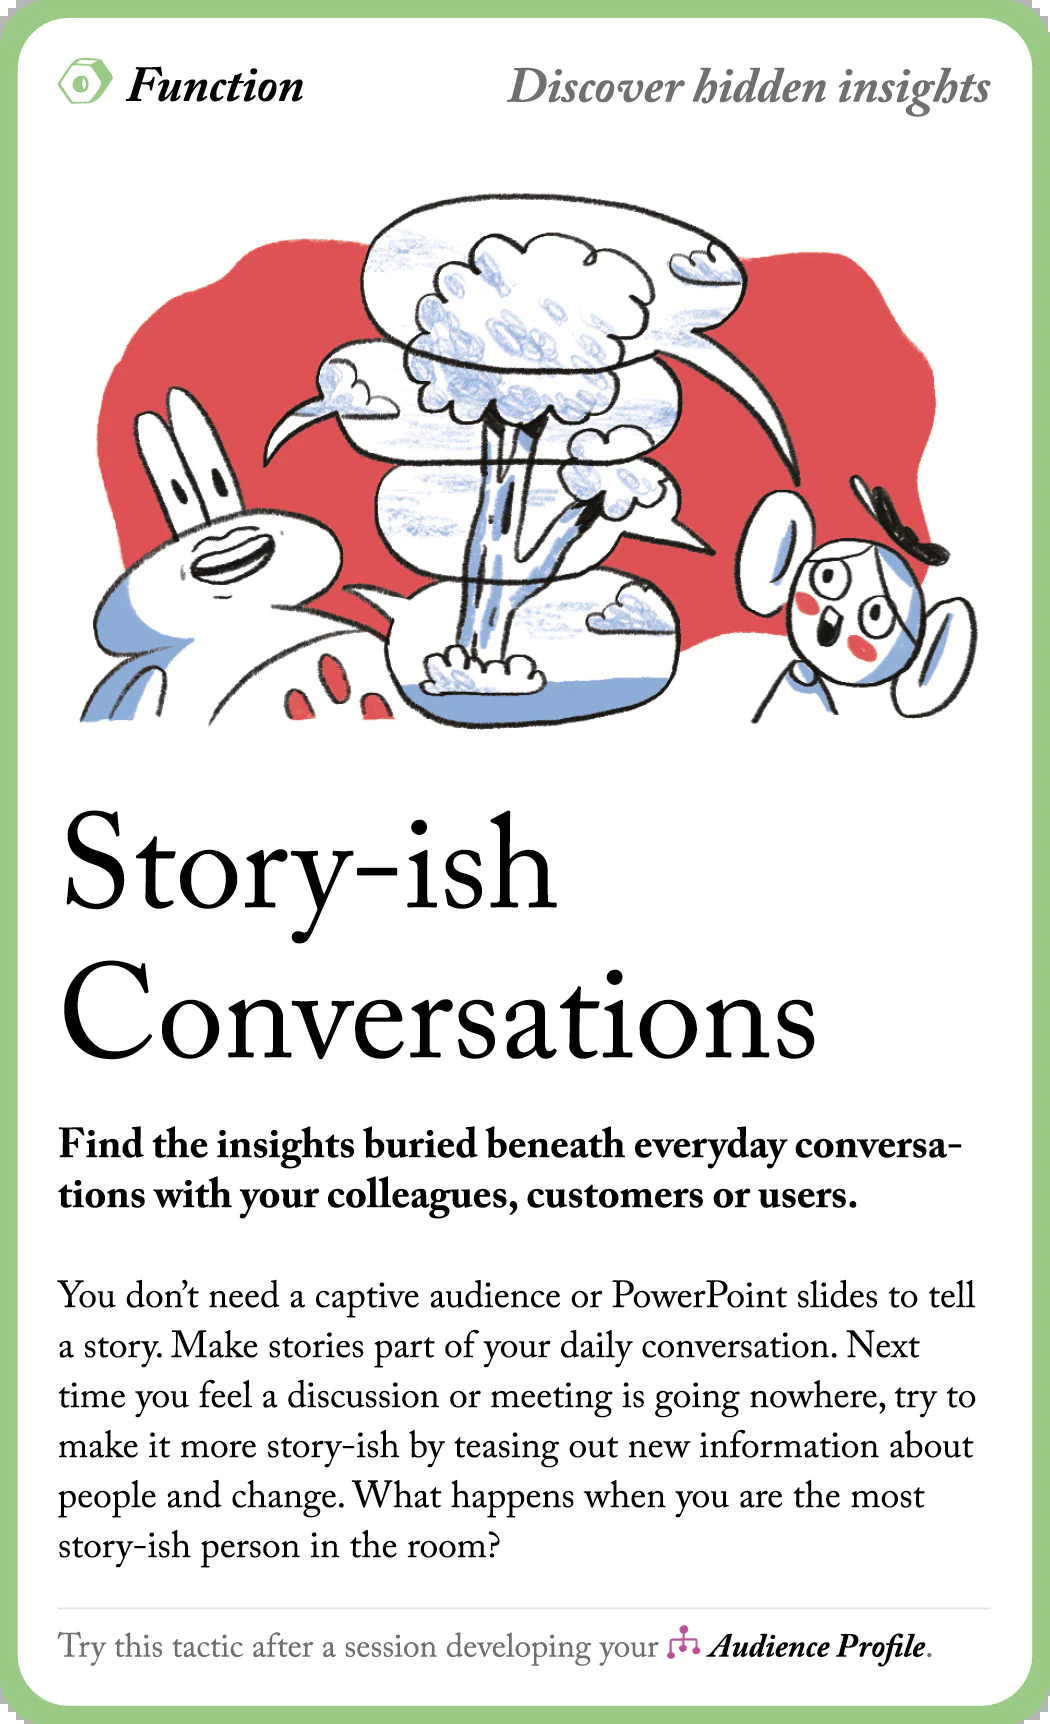 Function
Discover hidden insights
Story-ish
Conversations
Find the insights buried beneath everyday conversa-
tions with your colleagues, customers or users.
You don’t need a captive audience or PowerPoint slides to tell
a story. Make stories part of your daily conversation. Next
time you feel a discussion or meeting is going nowhere, try to
make it more story-ish by teasing out new information about
people and change. What happens when you are the most
story-ish person in the room?
Try this tactic after a session developing your Audience Profile.